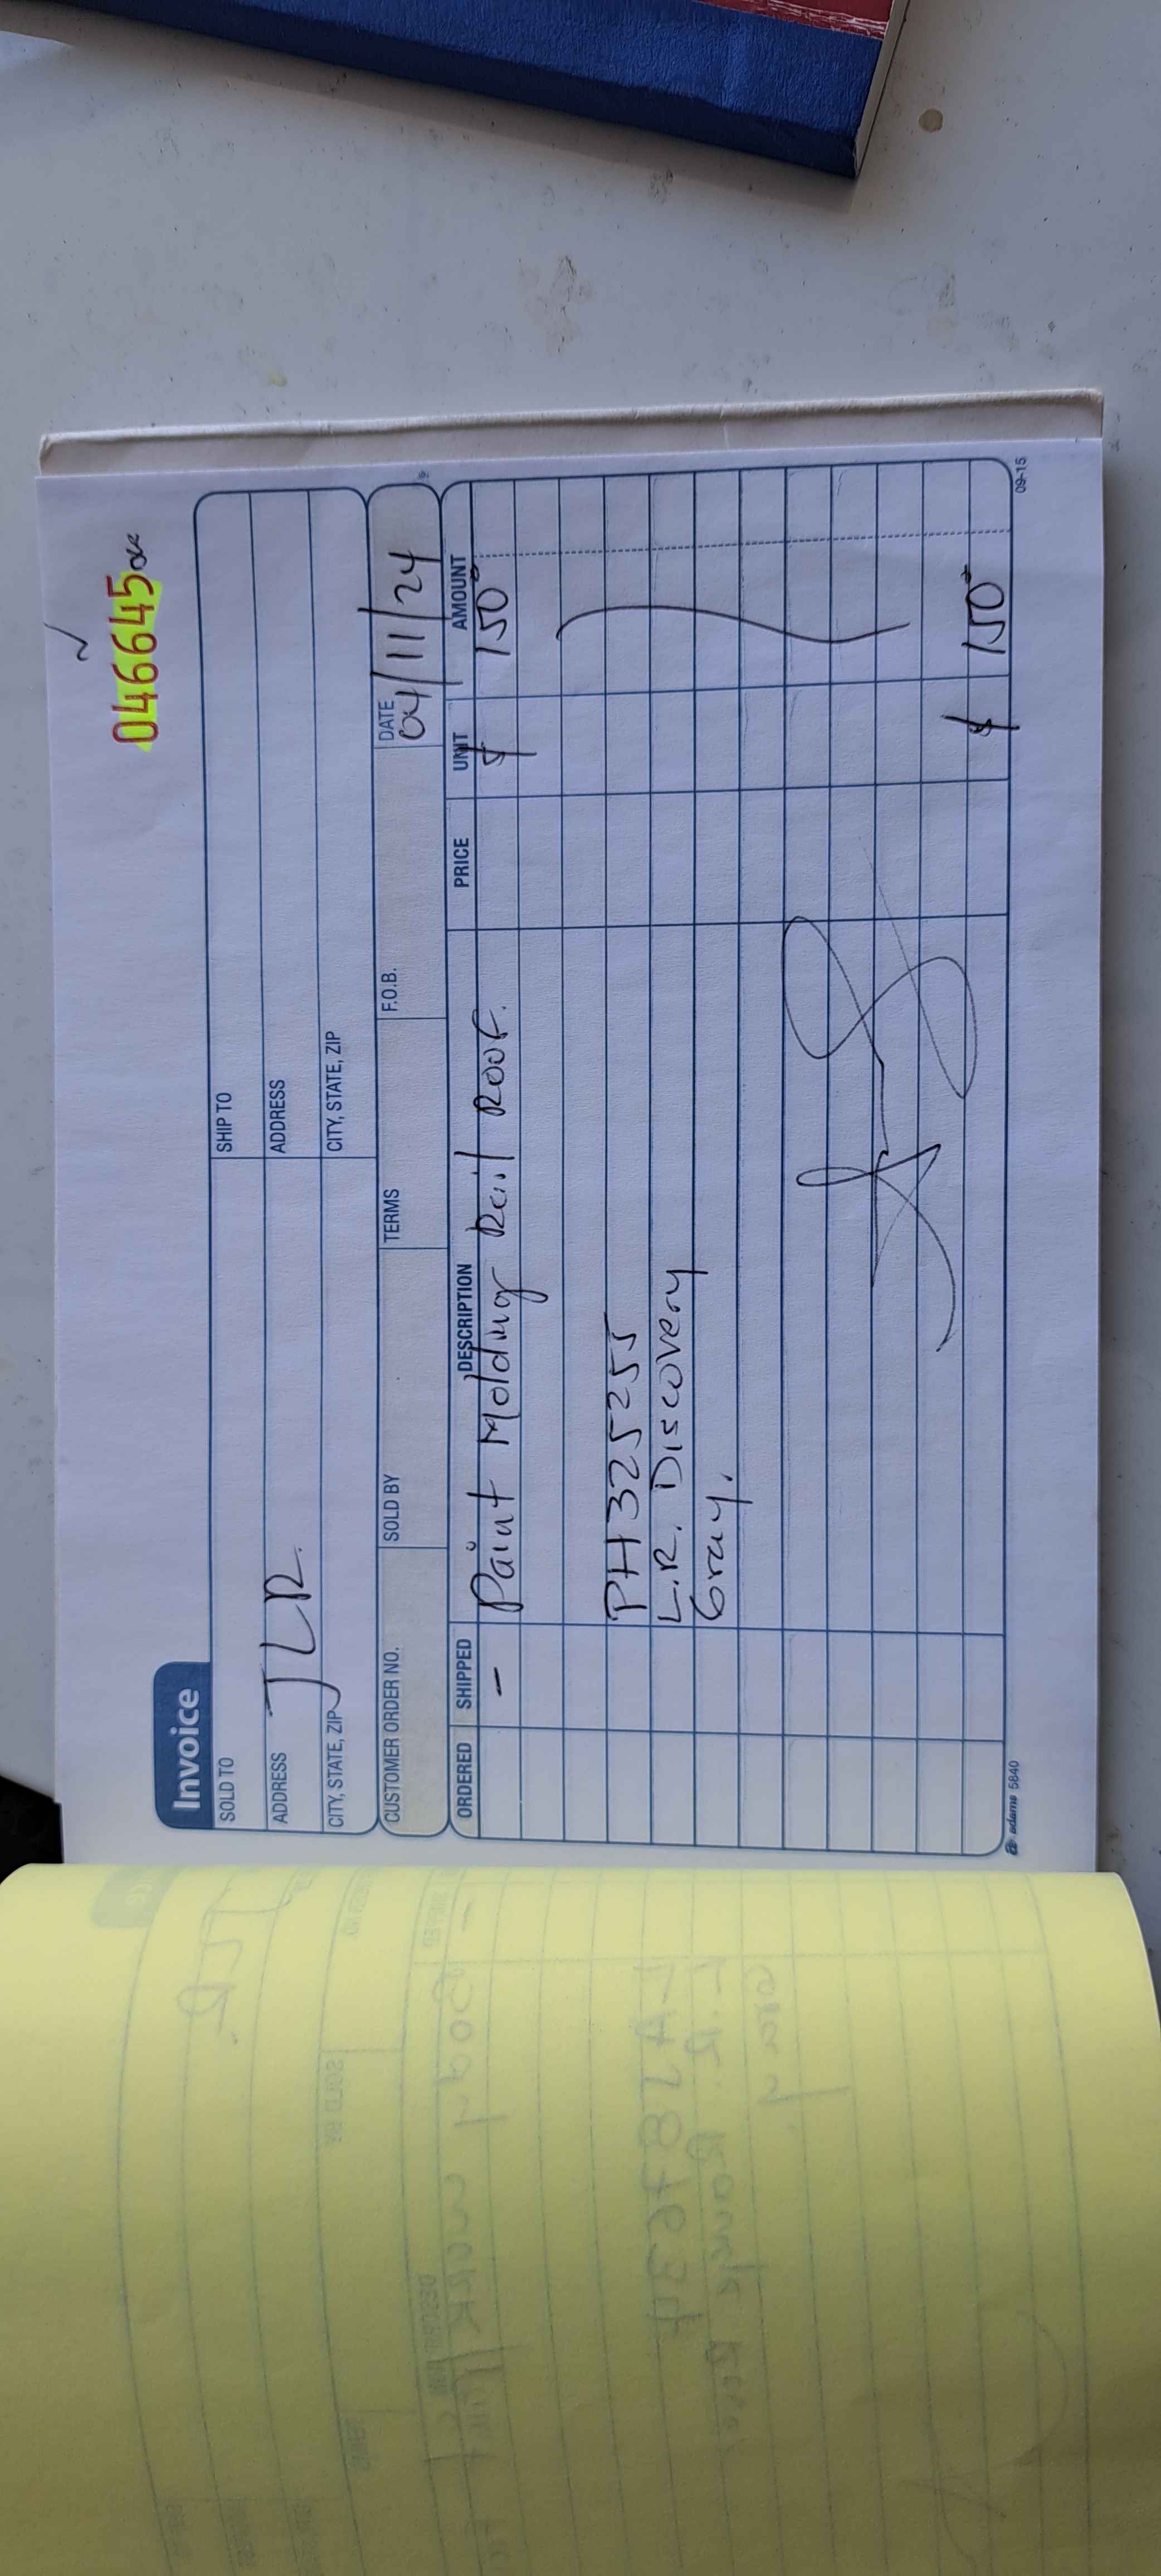 046645 ok
Invoice
SOLD TO
SHIP TO
ADDRESS JLR.
ADDRESS
CITY, STATE, ZIP
CITY, STATE, ZIP
CUSTOMER ORDER NO. SOLD BY TERMS F.O.B. DATE
04/11/24
ORDERED SHIPPED DESCRIPTION PRICE UNIT AMOUNT
- Paint Molding Rail Roof. $ 150
PH325255
L.R. Discovery
Gray.
$ 150
adams 5840
09-15